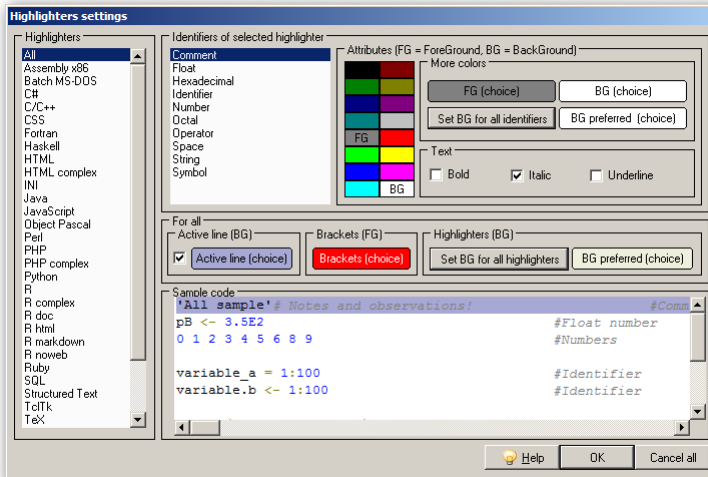 Highlighters settings
Highlighters
All
Assembly x86
Batch MS-DOS
C#
C/C++
CSS
Fortran
Haskell
HTML
HTML complex
INI
Java
JavaScript
Object Pascal
Perl
PHP
PHP complex
Python
R
R complex
R doc
R html
R markdown
R noweb
Ruby
SQL
Structured Text
TclTk
TeX
Identifiers of selected highlighter
Comment
Float
Hexadecimal
Identifier
Number
Octal
Operator
Space
String
Symbol
Attributes (FG = ForeGround, BG = BackGround)
FG
BG
More colors
FG (choice) BG (choice)
Set BG for all identifiers BG preferred (choice)
Text
Bold Italic Underline
For all
Active line (BG)
Active line (choice)
Brackets (FG)
Brackets (choice)
Highlighters (BG)
Set BG for all highlighters BG preferred (choice)
Sample code
'All sample'# Notes and observations! #Comm
pB <- 3.5E2 #Float number
0 1 2 3 4 5 6 8 9 #Numbers
variable_a = 1:100 #Identifier
variable.b <- 1:100 #Identifier
Help OK Cancel all